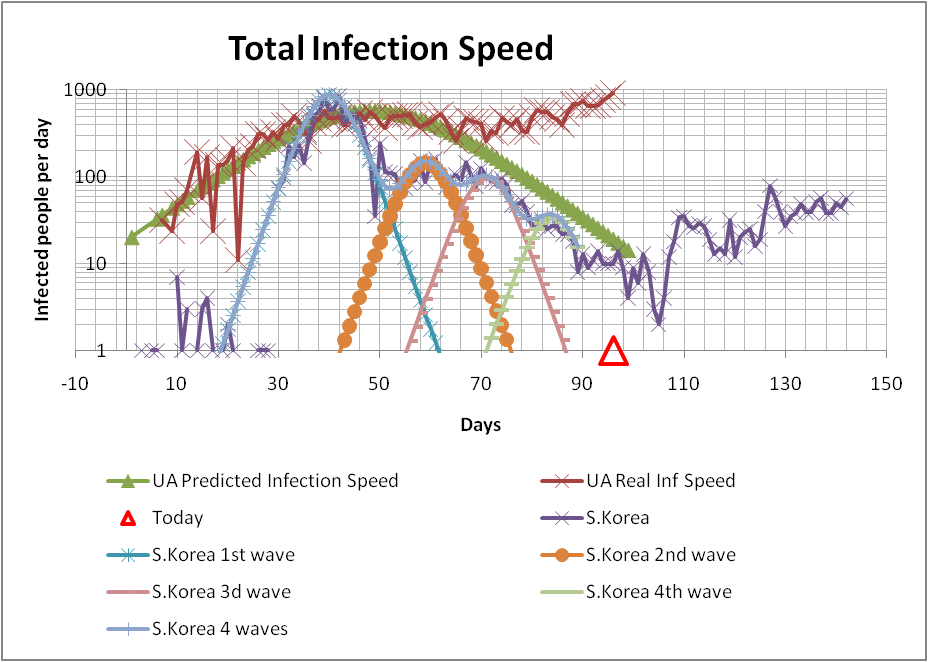 Total Infection Speed
Infected people per day
1000
100
10
1
-10 10 30 50 70 90 110 130 150
Days
UA Predicted Infection Speed
UA Real Inf Speed
Today
S.Korea
S.Korea 1st wave
S.Korea 2nd wave
S.Korea 3d wave
S.Korea 4th wave
S.Korea 4 waves